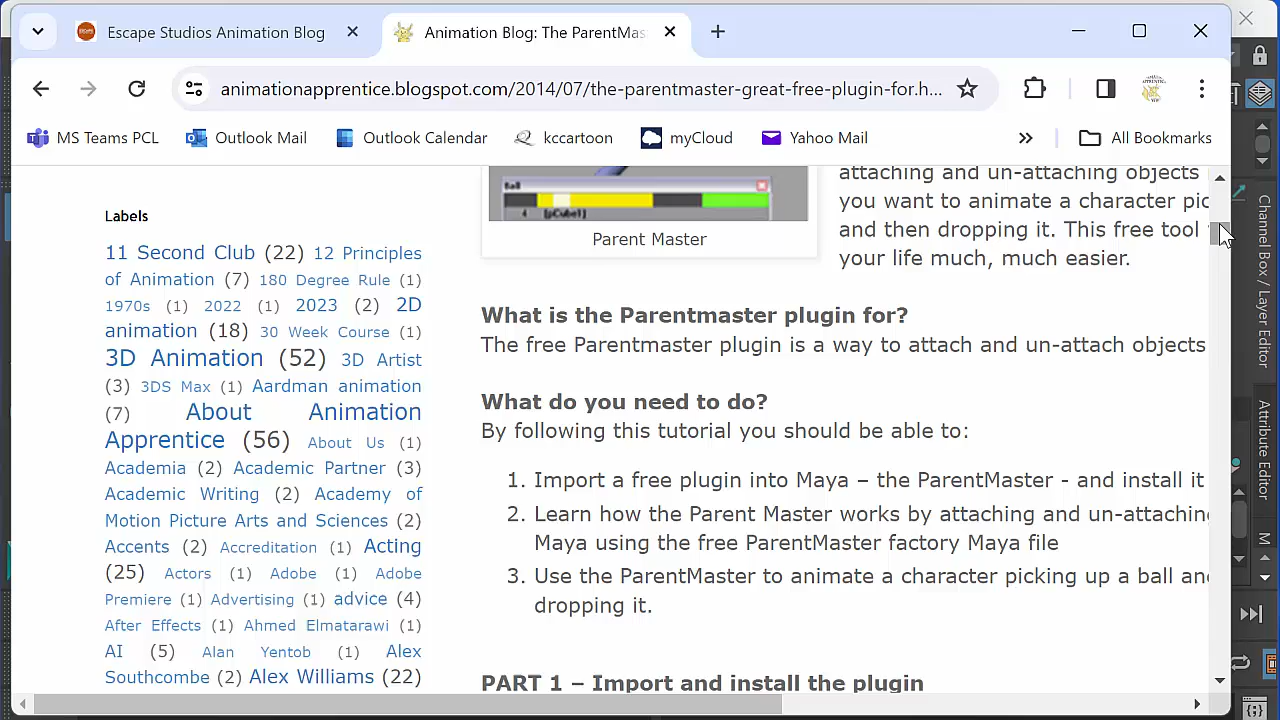 Escape Studios Animation Blog
Animation Blog: The ParentMas
animationapprentice.blogspot.com/2014/07/the-parentmaster-great-free-plugin-for.h...
MS Teams PCL
Outlook Mail
Outlook Calendar
kccartoon
myCloud
Yahoo Mail
»
All Bookmarks
Labels
11 Second Club (22) 12 Principles
of Animation (7) 180 Degree Rule (1)
1970s (1) 2022 (1) 2023 (2) 2D
animation (18) 30 Week Course (1)
3D Animation (52) 3D Artist
(3) 3DS Max (1) Aardman animation
(7) About Animation
Apprentice (56) About Us (1)
Academia (2) Academic Partner (3)
Academic Writing (2) Academy of
Motion Picture Arts and Sciences (2)
Accents (2) Accreditation (1) Acting
(25) Actors (1) Adobe (1) Adobe
Premiere (1) Advertising (1) advice (4)
After Effects (1) Ahmed Elmatarawi (1)
AI (5) Alan Yentob (1) Alex
Southcombe (2) Alex Williams (22)
Ball
4 [pCube1]
Parent Master
attaching and un-attaching objects
you want to animate a character pic
and then dropping it. This free tool
your life much, much easier.
What is the Parentmaster plugin for?
The free Parentmaster plugin is a way to attach and un-attach objects
What do you need to do?
By following this tutorial you should be able to:
1. Import a free plugin into Maya – the ParentMaster - and install it
2. Learn how the Parent Master works by attaching and un-attaching
Maya using the free ParentMaster factory Maya file
3. Use the ParentMaster to animate a character picking up a ball and
dropping it.
PART 1 – Import and install the plugin
Channel Box / Layer Editor
Attribute Editor
M